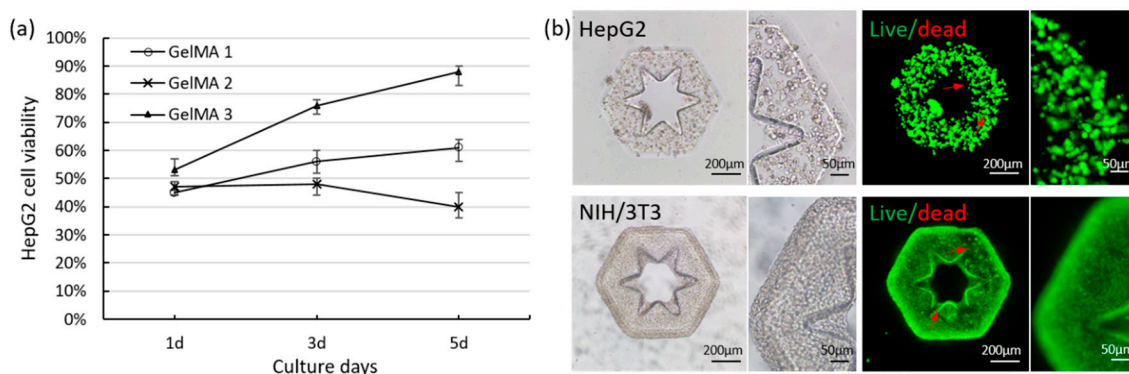 (a)
HepG2 cell viability
100%
90%
80%
70%
60%
50%
40%
30%
20%
10%
0%
GelMA 1
GelMA 2
GelMA 3
1d
3d
5d
Culture days
(b)
HepG2
200μm
50μm
Live/dead
200μm
50μm
NIH/3T3
200μm
50μm
Live/dead
200μm
50μm